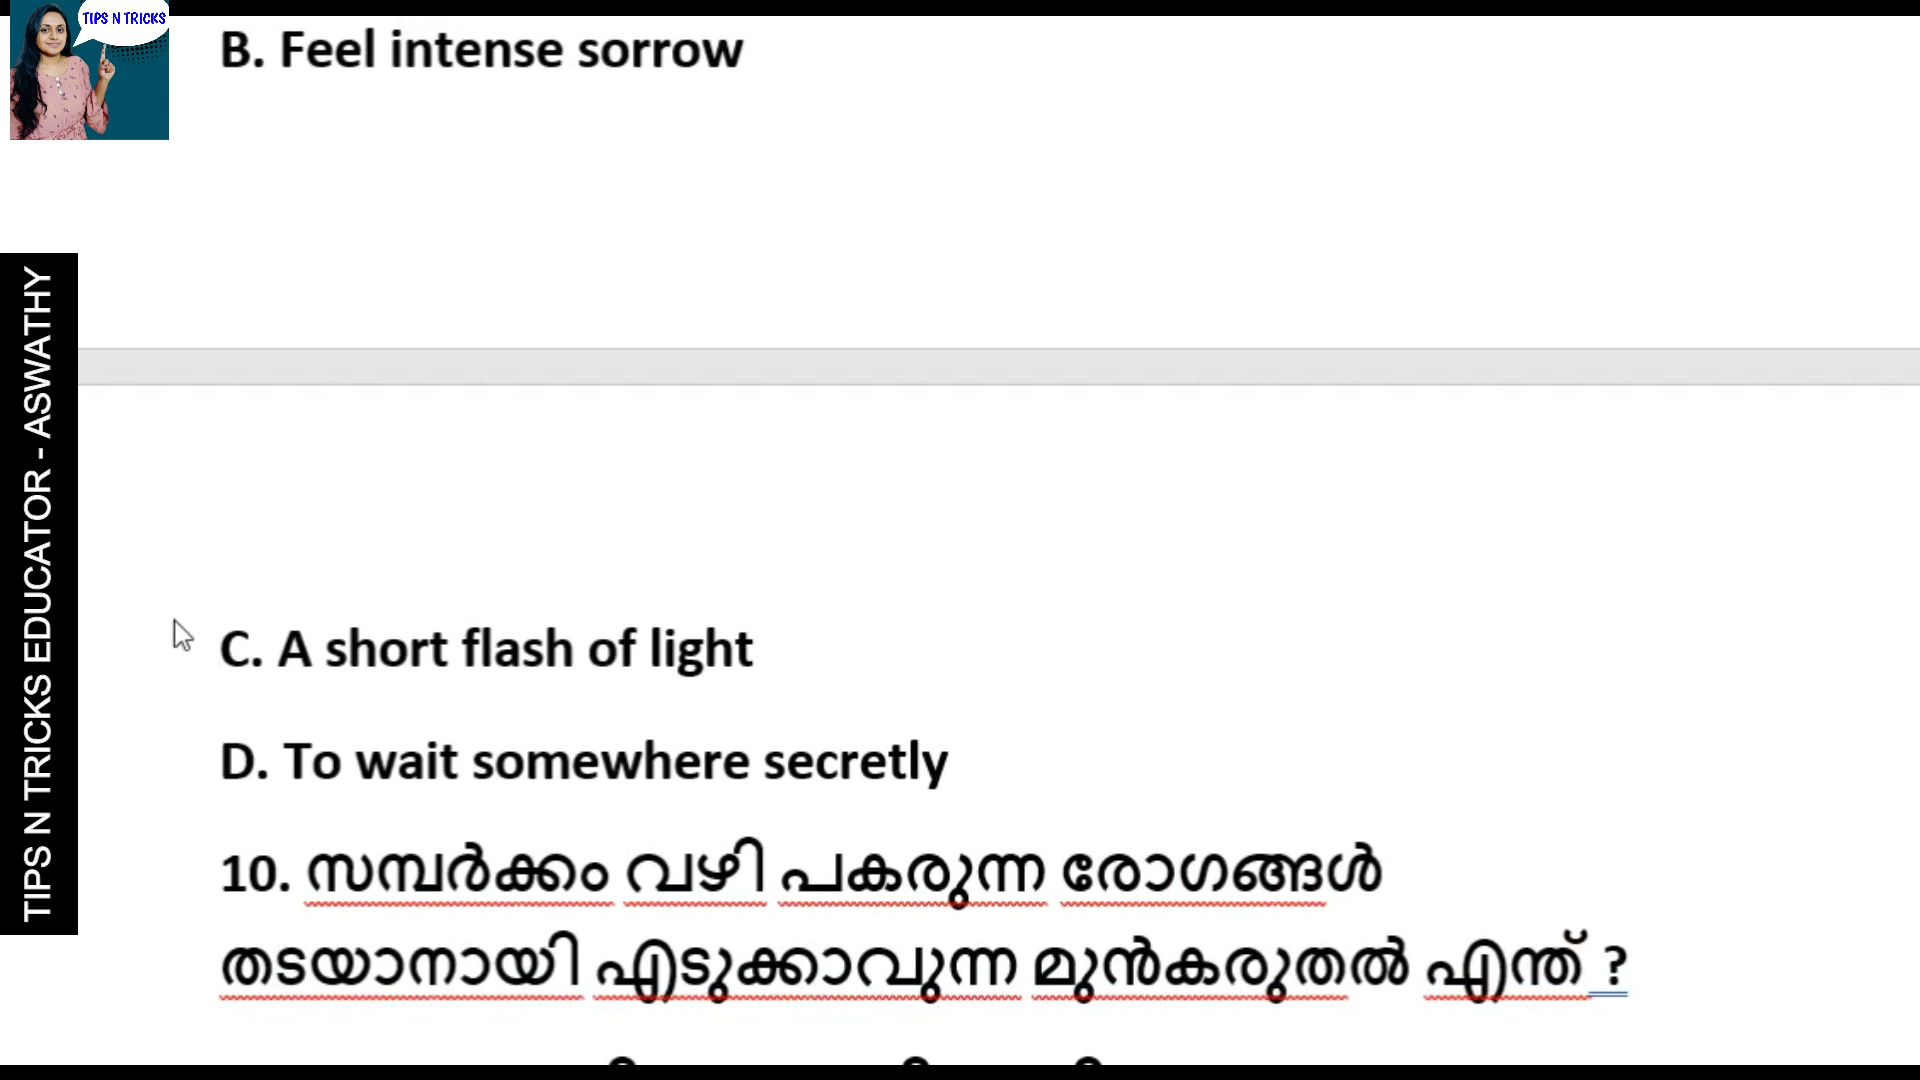 TIPS N TRICKS
B. Feel intense sorrow
TIPS N TRICKS EDUCATOR - ASWATHY
C. A short flash of light
D. To wait somewhere secretly
10. സമ്പർക്കം വഴി പകരുന്ന രോഗങ്ങൾ
തടയാനായി എടുക്കാവുന്ന മുൻകരുതൽ എന്ത് ?